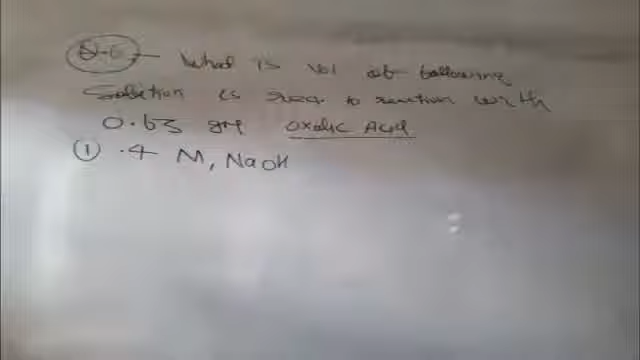 Q-6 - What is vol of following
Solution is req. to reaction with
0.63 gm Oxalic Acid
① .4 M, NaOH